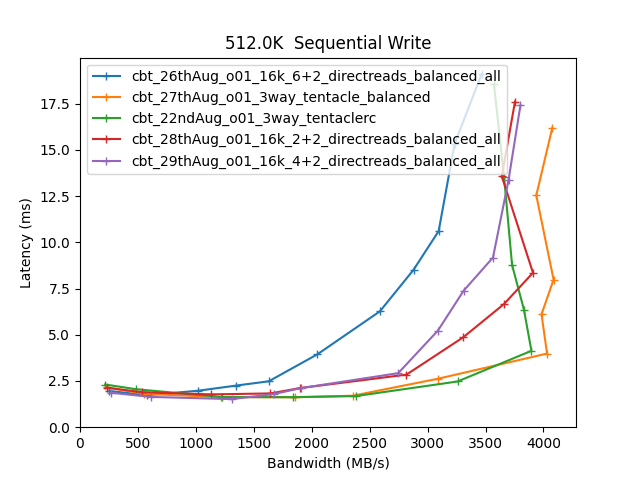 512.0K  Sequential Write
cbt_26thAug_o01_16k_6+2_directreads_balanced_all
cbt_27thAug_o01_3way_tentacle_balanced
cbt_22ndAug_o01_3way_tentaclerc
cbt_28thAug_o01_16k_2+2_directreads_balanced_all
cbt_29thAug_o01_16k_4+2_directreads_balanced_all
Latency (ms)
17.5
15.0
12.5
10.0
7.5
5.0
2.5
0.0
0 500 1000 1500 2000 2500 3000 3500 4000
Bandwidth (MB/s)